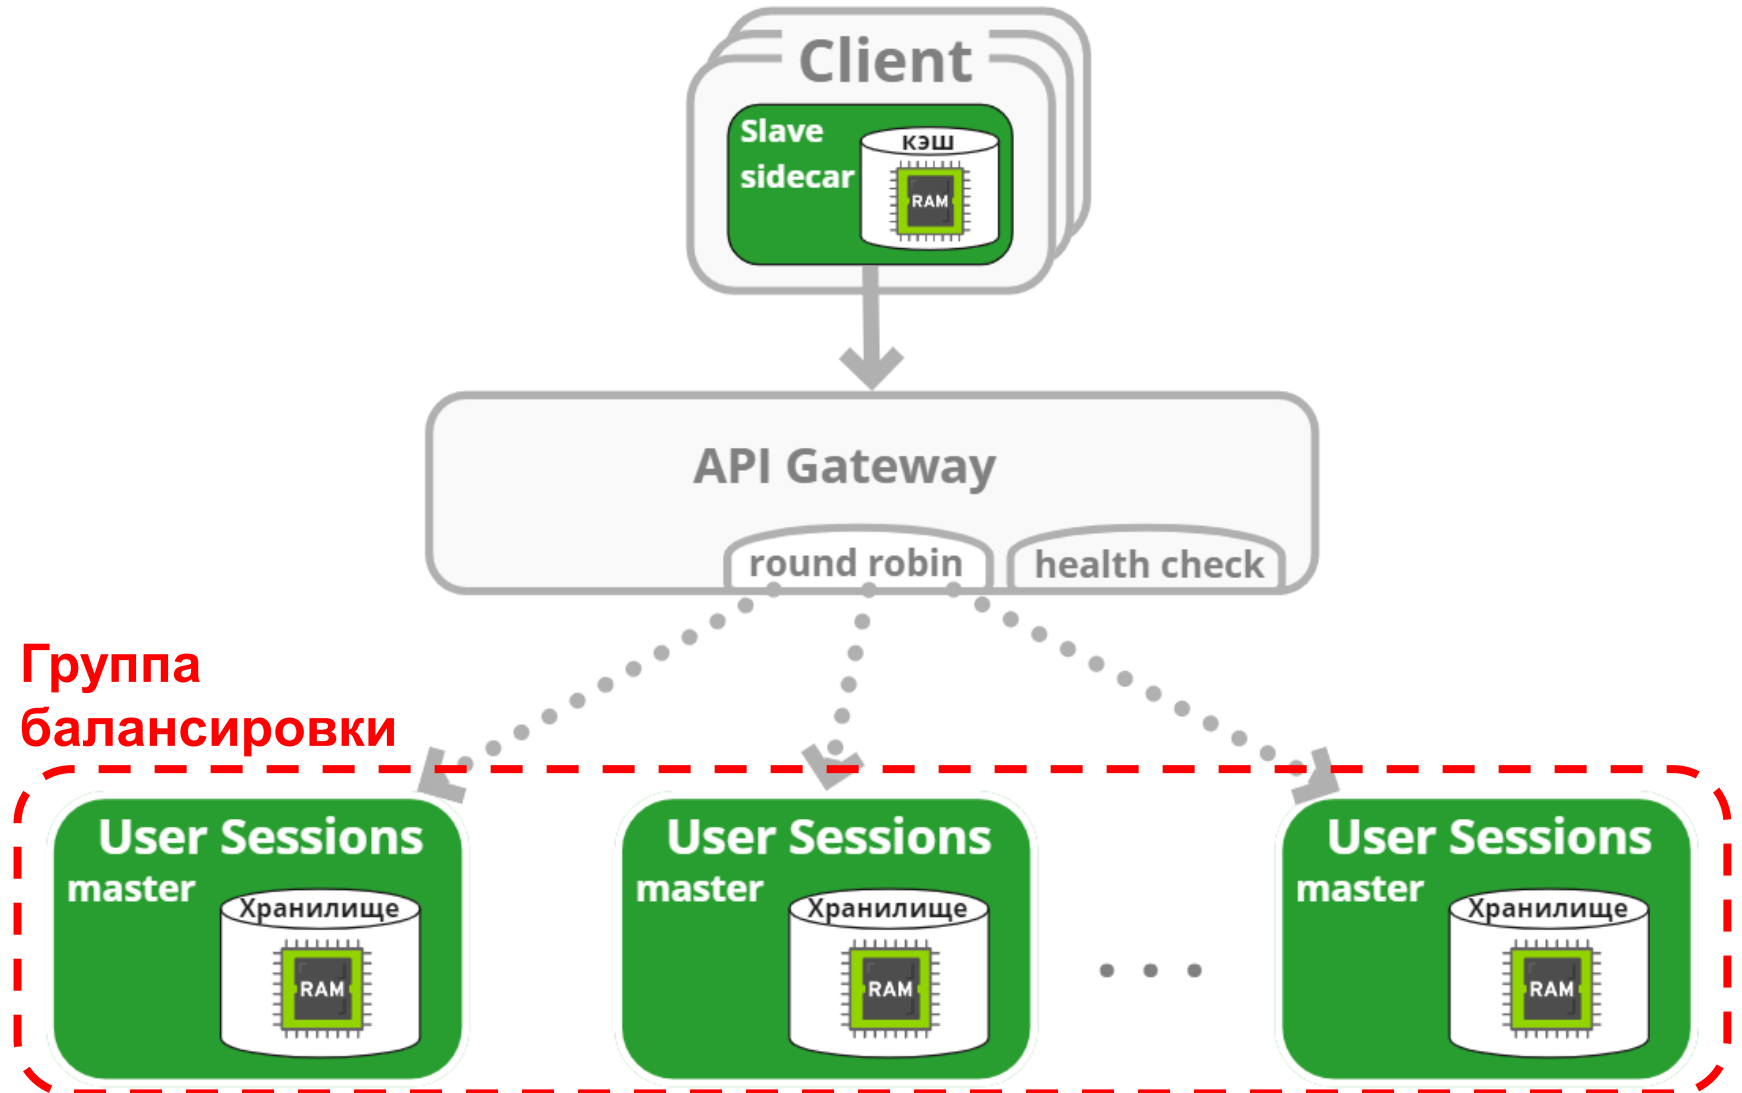 Client
Slave
sidecar
кэш
RAM
API Gateway
round robin
health check
Группа
балансировки
User Sessions
master
Хранилище
RAM
User Sessions
master
Хранилище
RAM
. . .
User Sessions
master
Хранилище
RAM